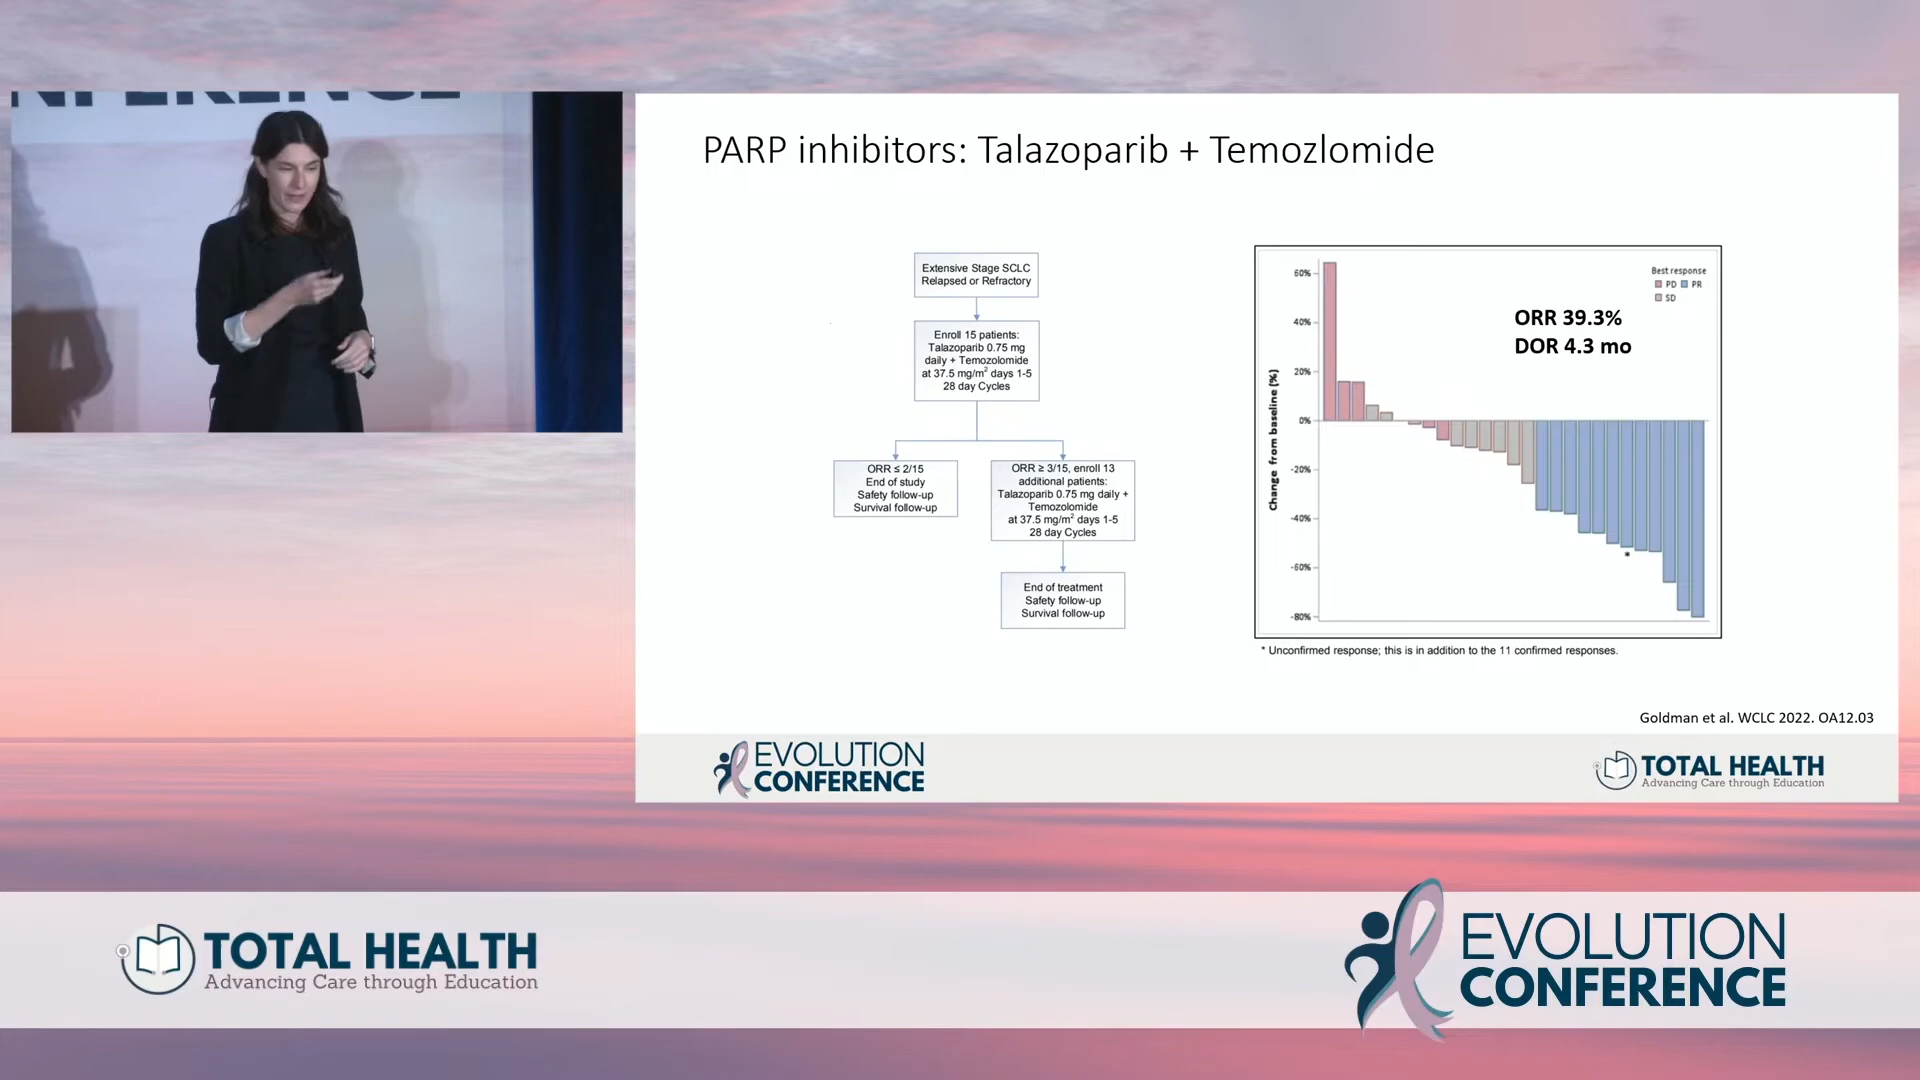 NFERENCE
PARP inhibitors: Talazoparib + Temozlomide
Extensive Stage SCLC
Relapsed or Refractory
Enroll 15 patients:
Talazoparib 0.75 mg
daily + Temozolomide
at 37.5 mg/m² days 1-5
28 day Cycles
ORR ≤ 2/15
End of study
Safety follow-up
Survival follow-up
ORR ≥ 3/15, enroll 13
additional patients:
Talazoparib 0.75 mg daily +
Temozolomide
at 37.5 mg/m² days 1-5
28 day Cycles
End of treatment
Safety follow-up
Survival follow-up
Change from baseline (%)
60%
40%
20%
0%
-20%
-40%
-60%
-80%
Best response
PD PR
SD
ORR 39.3%
DOR 4.3 mo
*
* Unconfirmed response; this is in addition to the 11 confirmed responses.
Goldman et al. WCLC 2022. OA12.03
EVOLUTION
CONFERENCE
TOTAL HEALTH
Advancing Care through Education
TOTAL HEALTH
Advancing Care through Education
EVOLUTION
CONFERENCE